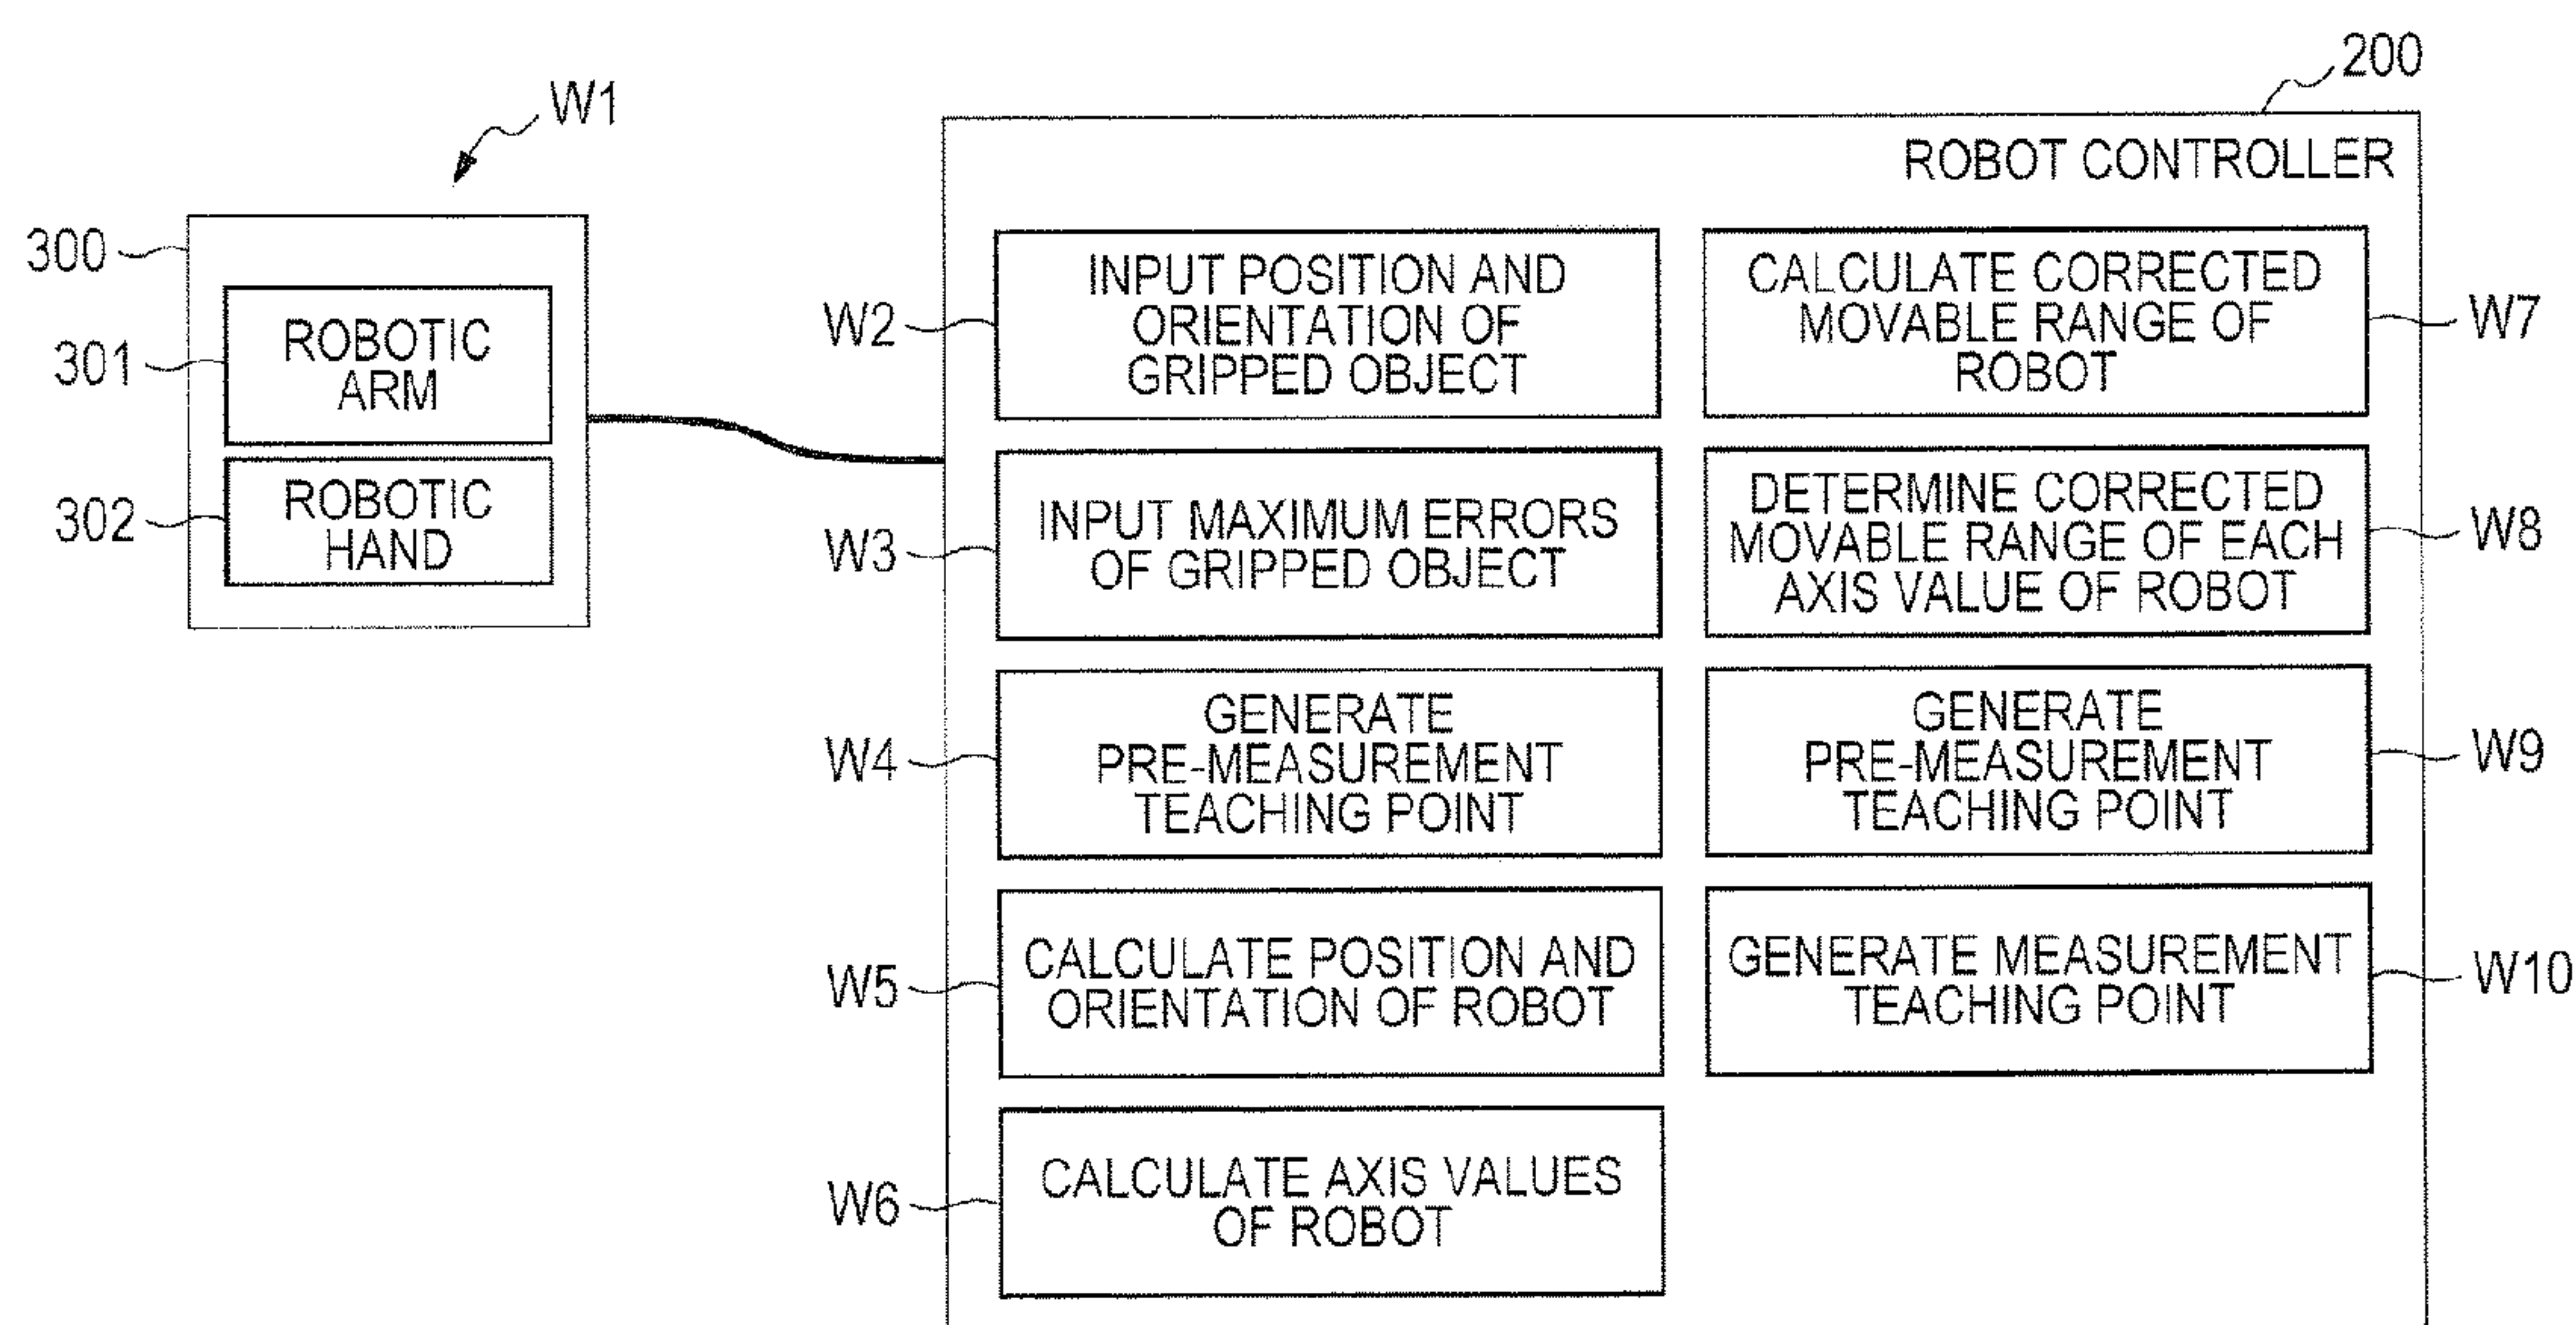 200
W1
ROBOT CONTROLLER
300
301
ROBOTIC
ARM
302
ROBOTIC
HAND
W2
INPUT POSITION AND
ORIENTATION OF
GRIPPED OBJECT
W3
INPUT MAXIMUM ERRORS
OF GRIPPED OBJECT
W4
GENERATE
PRE-MEASUREMENT
TEACHING POINT
W5
CALCULATE POSITION AND
ORIENTATION OF ROBOT
W6
CALCULATE AXIS VALUES
OF ROBOT
CALCULATE CORRECTED
MOVABLE RANGE OF
ROBOT
W7
DETERMINE CORRECTED
MOVABLE RANGE OF EACH
AXIS VALUE OF ROBOT
W8
GENERATE
PRE-MEASUREMENT
TEACHING POINT
W9
GENERATE MEASUREMENT
TEACHING POINT
W10